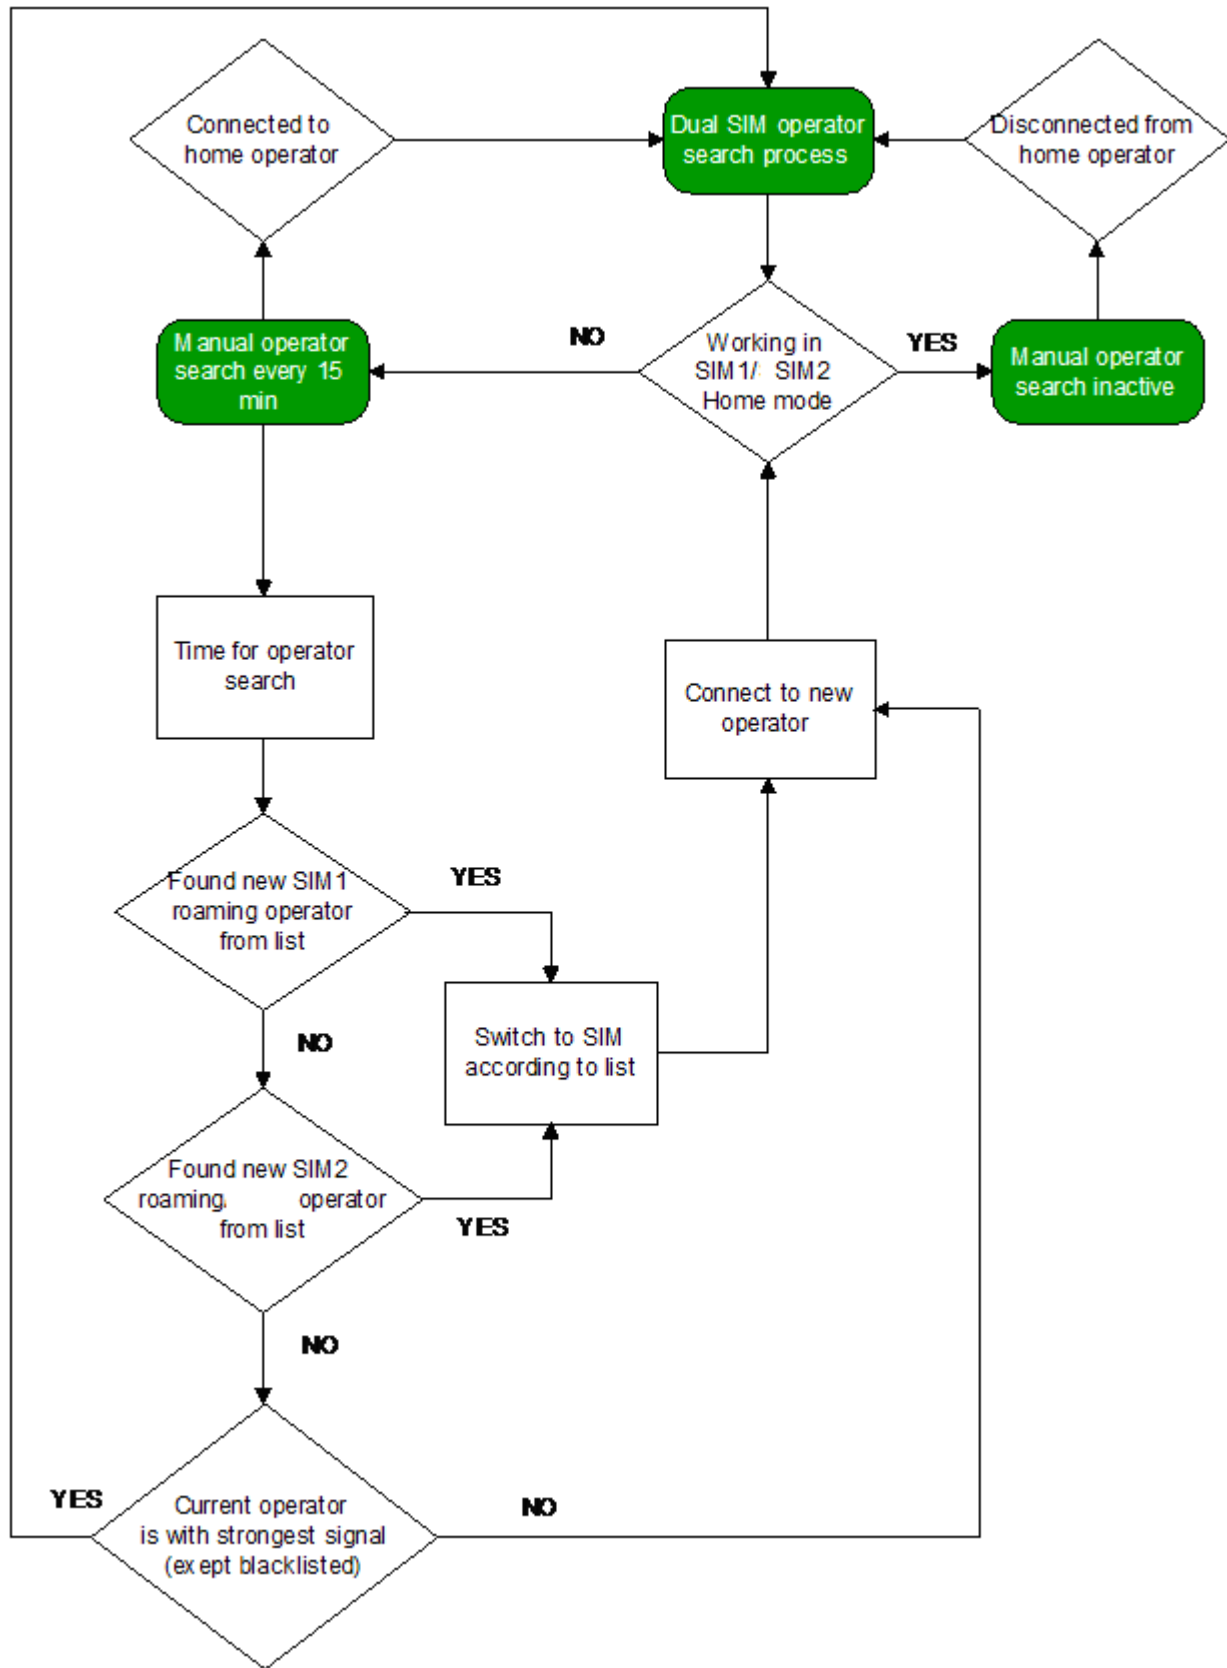 Connected to
home operator
Dual SIM operator
search process
Disconnected from
home operator
Manual operator
search every 15
min
NO
Working in
SIM1/ SIM2
Home mode
YES
Manual operator
search inactive
Time for operator
search
Connect to new
operator
Found new SIM1
roaming operator
from list
YES
NO
Switch to SIM
according to list
Found new SIM2
roaming operator
from list
YES
NO
YES
Current operator
is with strongest signal
(exept blacklisted)
NO